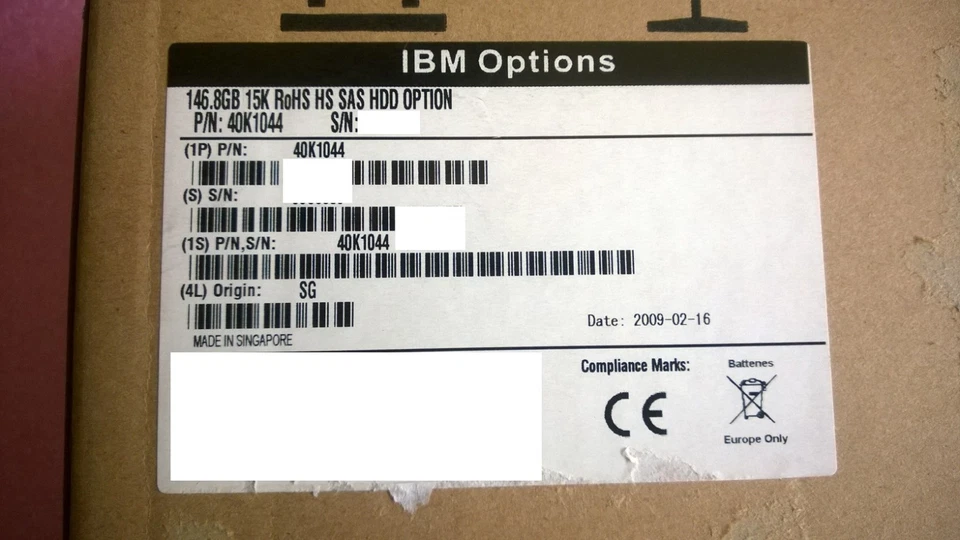 IBM Options
146.8GB 15K RoHS HS SAS HDD OPTION
P/N: 40K1044 S/N:
(1P) P/N: 40K1044
(S) S/N:
(1S) P/N,S/N: 40K1044
(4L) Origin: SG
Date: 2009-02-16
MADE IN SINGAPORE
Compliance Marks:
Batteries
CE
Europe Only